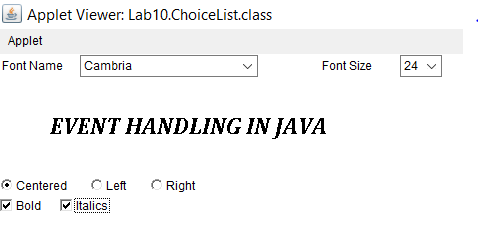 Applet Viewer: Lab10.ChoiceList.class
Applet
Font Name Cambria Font Size 24
EVENT HANDLING IN JAVA
Centered Left Right
Bold Italics